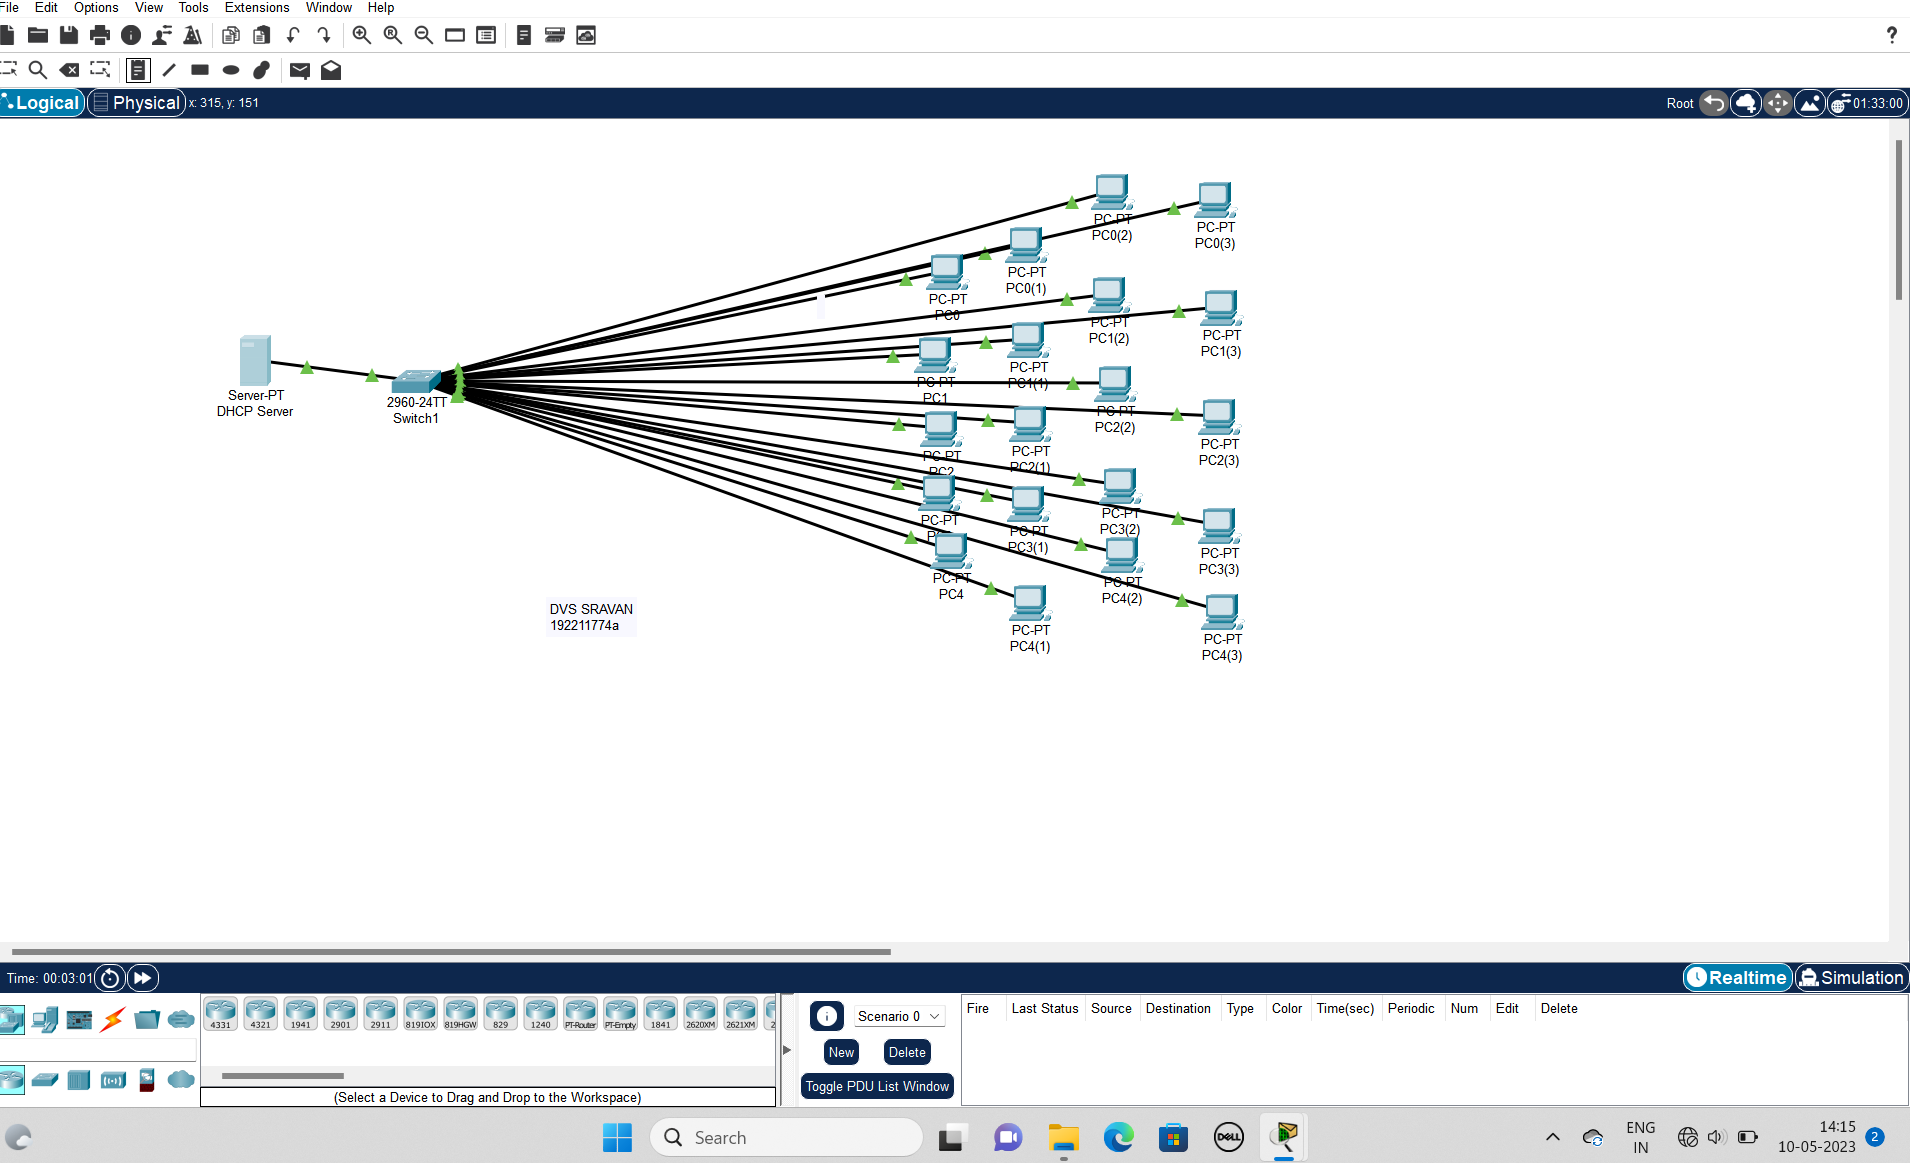 File Edit Options View Tools Extensions Window Help
?
Logical Physical x: 315, y: 151 Root 01:33:00
PC-PT
PC0(2)
PC-PT
PC0(3)
PC-PT
PC0(1)
PC-PT
PC0
PC-PT
PC1(2)
PC-PT
PC1(3)
PC-PT
PC1(1)
PC-PT
PC1
Server-PT
DHCP Server
2960-24TT
Switch1
PC-PT
PC2(2)
PC-PT
PC2(3)
PC-PT
PC2(1)
PC-PT
PC2
PC-PT
PC3(2)
PC-PT
PC-PT
PC3(1)
PC-PT
PC3(3)
PC-PT
PC4
PC-PT
PC4(2)
PC-PT
PC4(1)
PC-PT
PC4(3)
DVS SRAVAN
192211774a
Time: 00:03:01 Realtime Simulation
4331 4321 1941 2901 2911 819IOX 819HGW 829 1240 PT-Router PT-Empty 1841 2620XM 2621XM 2
(Select a Device to Drag and Drop to the Workspace)
Scenario 0
New Delete
Toggle PDU List Window
Fire Last Status Source Destination Type Color Time(sec) Periodic Num Edit Delete
Search
DELL
ENG
IN
14:15
10-05-2023
2